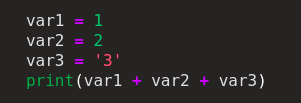 var1 = 1
var2 = 2
var3 = '3'
print(var1 + var2 + var3)